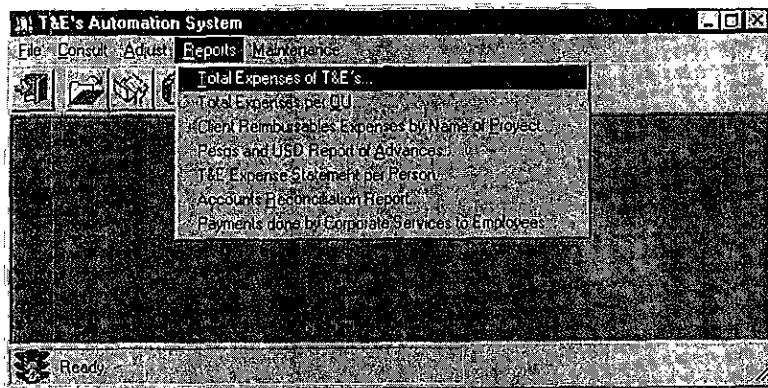 T&E's Automation System
File Consult Adjust Reports Maintenance
Total Expenses of T&E's...
Total Expenses per OU
Client Reimbursables Expenses by Name of Proyect...
Pesos and USD Report of Advances...
T&E Expense Statement per Person...
Accounts Reconciliation Report...
Payments done by Corporate Services to Employees
Ready